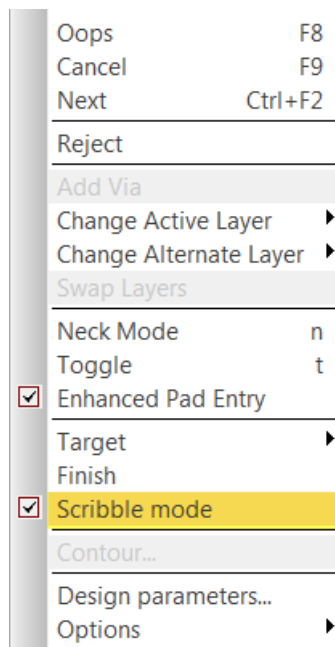 Oops F8
Cancel F9
Next Ctrl+F2
Reject
Add Via
Change Active Layer
Change Alternate Layer
Swap Layers
Neck Mode n
Toggle t
Enhanced Pad Entry
Target
Finish
Scribble mode
Contour...
Design parameters...
Options